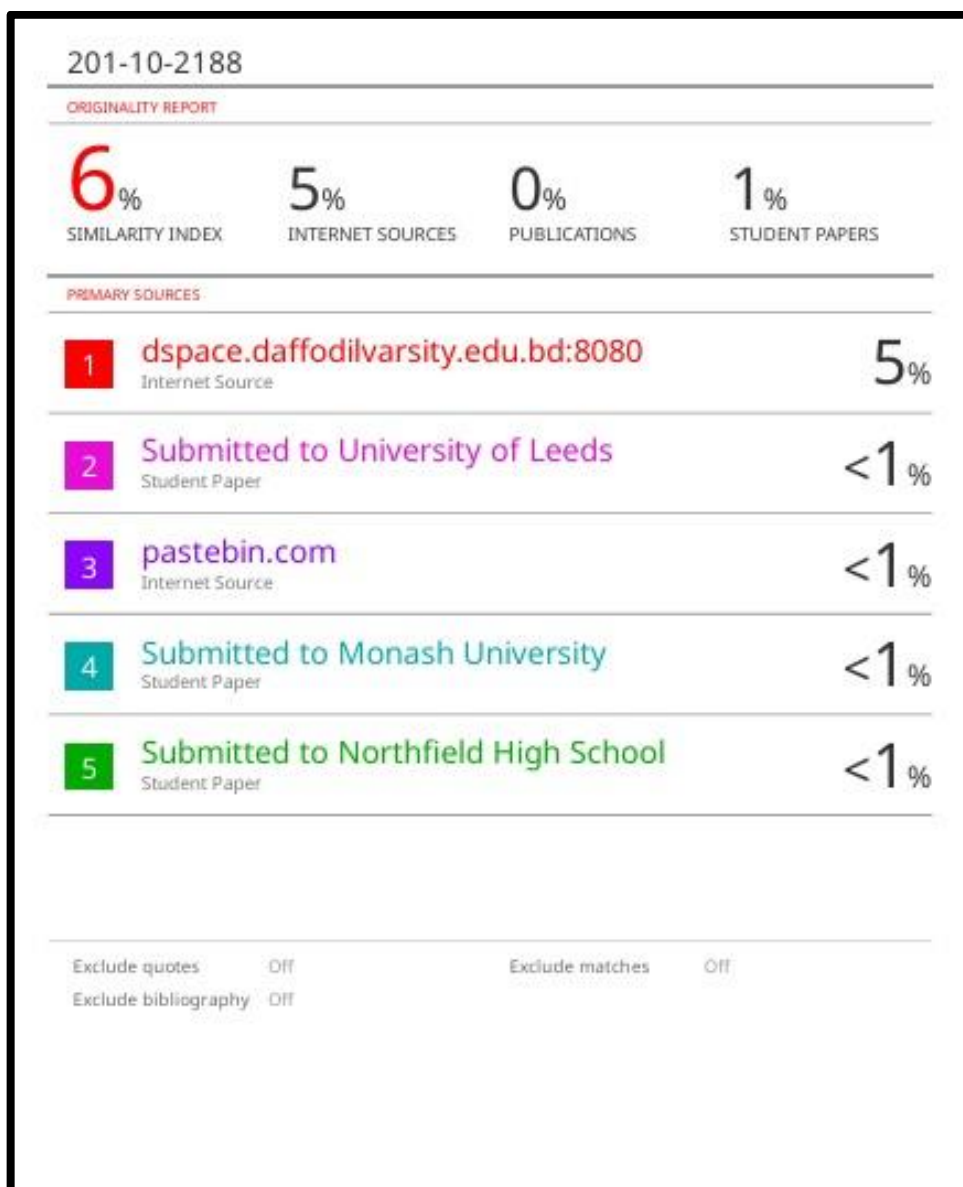 201-10-2188
ORIGINALITY REPORT
6% 5% 0% 1%
SIMILARITY INDEX INTERNET SOURCES PUBLICATIONS STUDENT PAPERS
PRIMARY SOURCES
1 dspace.daffodilvarsity.edu.bd:8080 5%
Internet Source
2 Submitted to University of Leeds <1%
Student Paper
3 pastebin.com <1%
Internet Source
4 Submitted to Monash University <1%
Student Paper
5 Submitted to Northfield High School <1%
Student Paper
Exclude quotes Off Exclude matches Off
Exclude bibliography Off